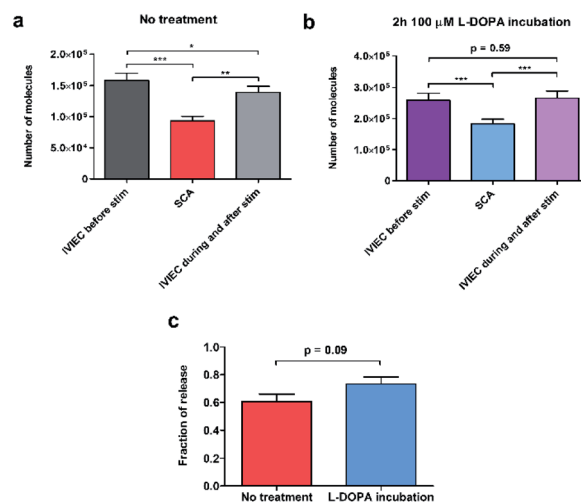 a
No treatment
Number of molecules
2.0×10⁵
1.5×10⁵
1.0×10⁵
5.0×10⁴
0
*
***
**
IVIEC before stim
SCA
IVIEC during and after stim
b
2h 100 µM L-DOPA incubation
Number of molecules
4.0×10⁵
3.0×10⁵
2.0×10⁵
1.0×10⁵
0
p = 0.59
***
***
IVIEC before stim
SCA
IVIEC during and after stim
c
Fraction of release
1.0
0.8
0.6
0.4
0.2
0.0
p = 0.09
No treatment
L-DOPA incubation